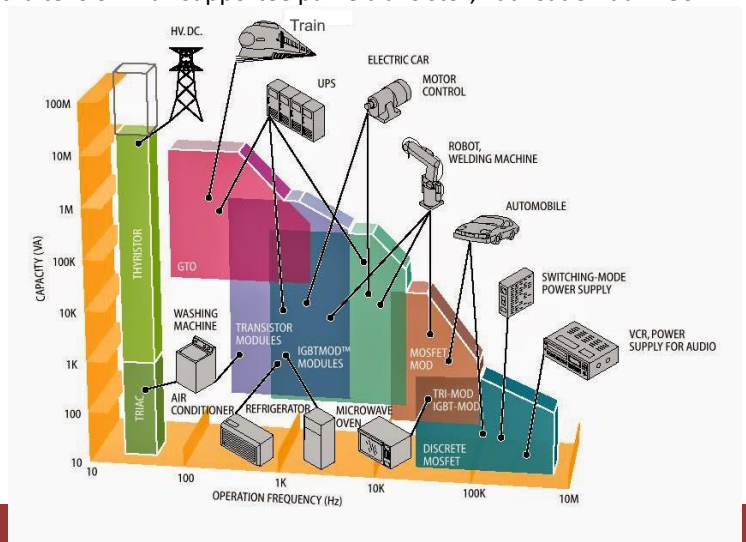 Train
HV. DC.
UPS
ELECTRIC CAR
MOTOR
CONTROL
ROBOT,
WELDING MACHINE
AUTOMOBILE
SWITCHING-MODE
POWER SUPPLY
VCR, POWER
SUPPLY FOR AUDIO
CAPACITY (VA)
100M
10M
1M
100K
10K
1K
100
10
THYRISTOR
TRIAC
GTO
WASHING
MACHINE
TRANSISTOR
MODULES
IGBTMOD™
MODULES
MOSFET
MOD
TRI-MOD
IGBT-MOD
DISCRETE
MOSFET
AIR
CONDITIONER
REFRIGERATOR
MICROWAVE
OVEN
10
100
1K
10K
100K
10M
OPERATION FREQUENCY (Hz)